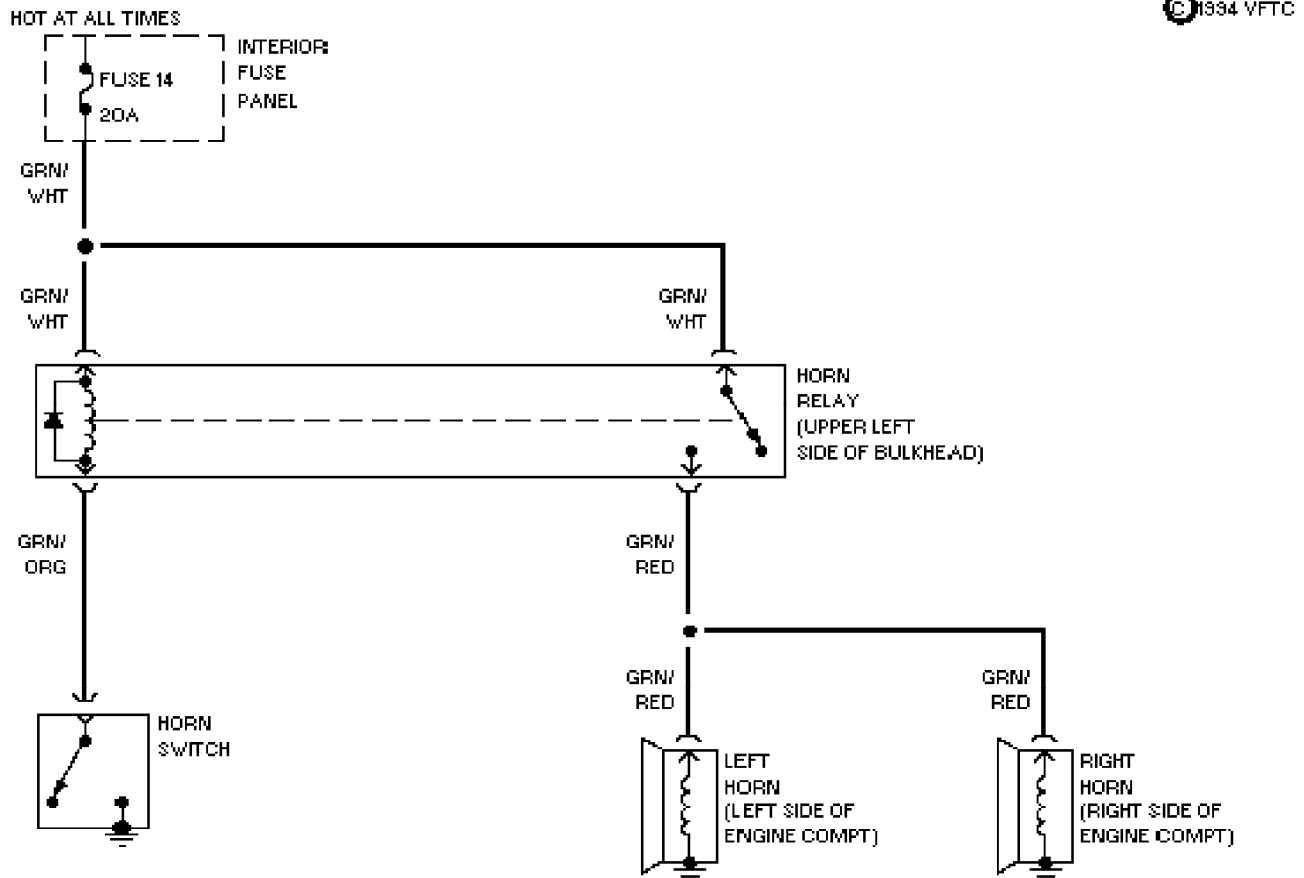 HOT AT ALL TIMES
© 1994 VFTC
INTERIOR
FUSE
PANEL
FUSE 14
20A
GRN/
WHT
GRN/
WHT
GRN/
WHT
HORN
RELAY
(UPPER LEFT
SIDE OF BULKHEAD)
GRN/
ORG
GRN/
RED
GRN/
RED
GRN/
RED
HORN
SWITCH
LEFT
HORN
(LEFT SIDE OF
ENGINE COMPT)
RIGHT
HORN
(RIGHT SIDE OF
ENGINE COMPT)